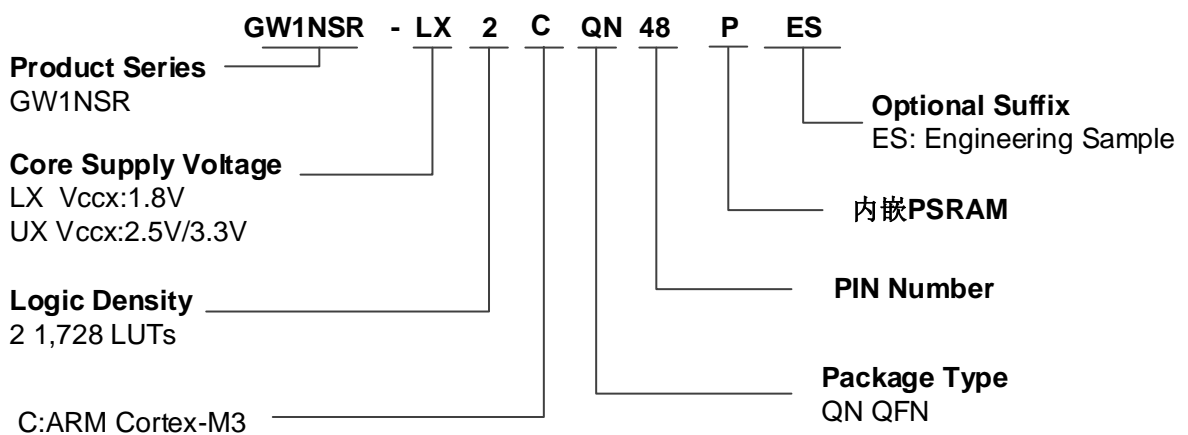 GW1NSR - LX 2 C QN 48 P ES
Product Series
GW1NSR
Optional Suffix
ES: Engineering Sample
Core Supply Voltage
LX Vccx:1.8V
UX Vccx:2.5V/3.3V
内嵌PSRAM
Logic Density
2 1,728 LUTs
PIN Number
Package Type
QN QFN
C:ARM Cortex-M3